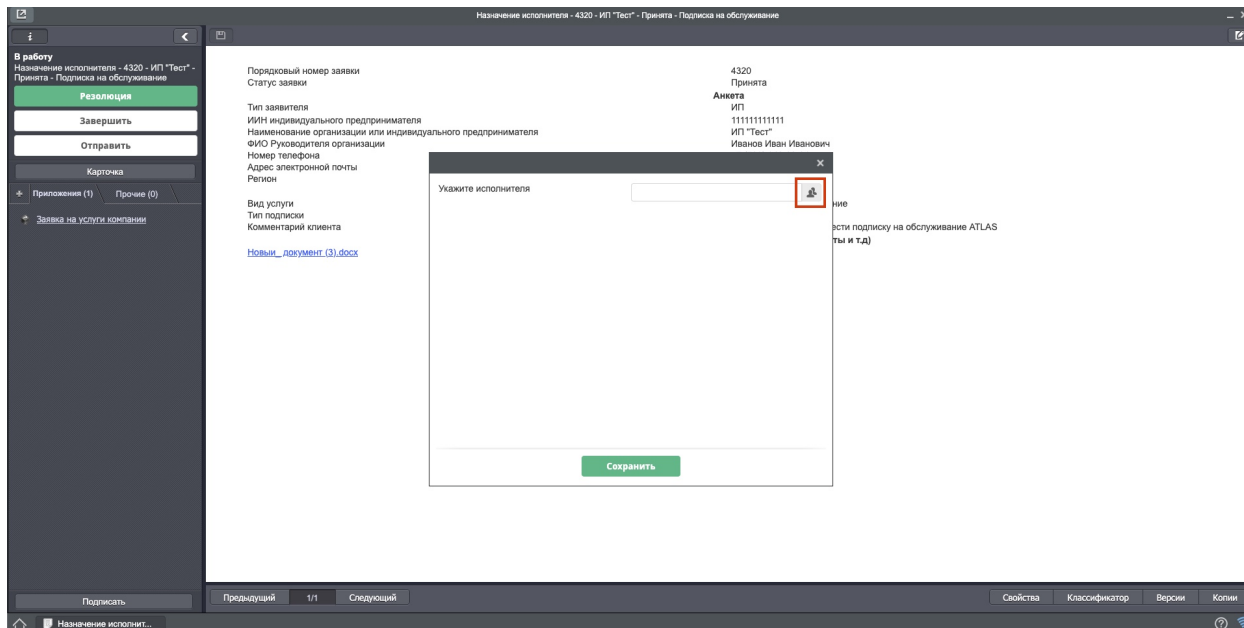 Назначение исполнителя - 4320 - ИП "Тест" - Принята - Подписка на обслуживание
В работу
Назначение исполнителя - 4320 - ИП "Тест" -
Принята - Подписка на обслуживание
Резолюция
Завершить
Отправить
Карточка
Приложения (1) Прочие (0)
Заявка на услуги компании
Подписать
Порядковый номер заявки 4320
Статус заявки Принята
Анкета
Тип заявителя ИП
ИИН индивидуального предпринимателя 111111111111
Наименование организации или индивидуального предпринимателя ИП "Тест"
ФИО Руководителя организации Иванов Иван Иванович
Номер телефона
Адрес электронной почты
Регион
Вид услуги ние
Тип подписки
Комментарий клиента ести подписку на обслуживание ATLAS
ты и т.д)
Новыи_ документ (3).docx
Укажите исполнителя
Сохранить
Предыдущий 1/1 Следующий Свойства Классификатор Версии Копии
Назначение исполнит...